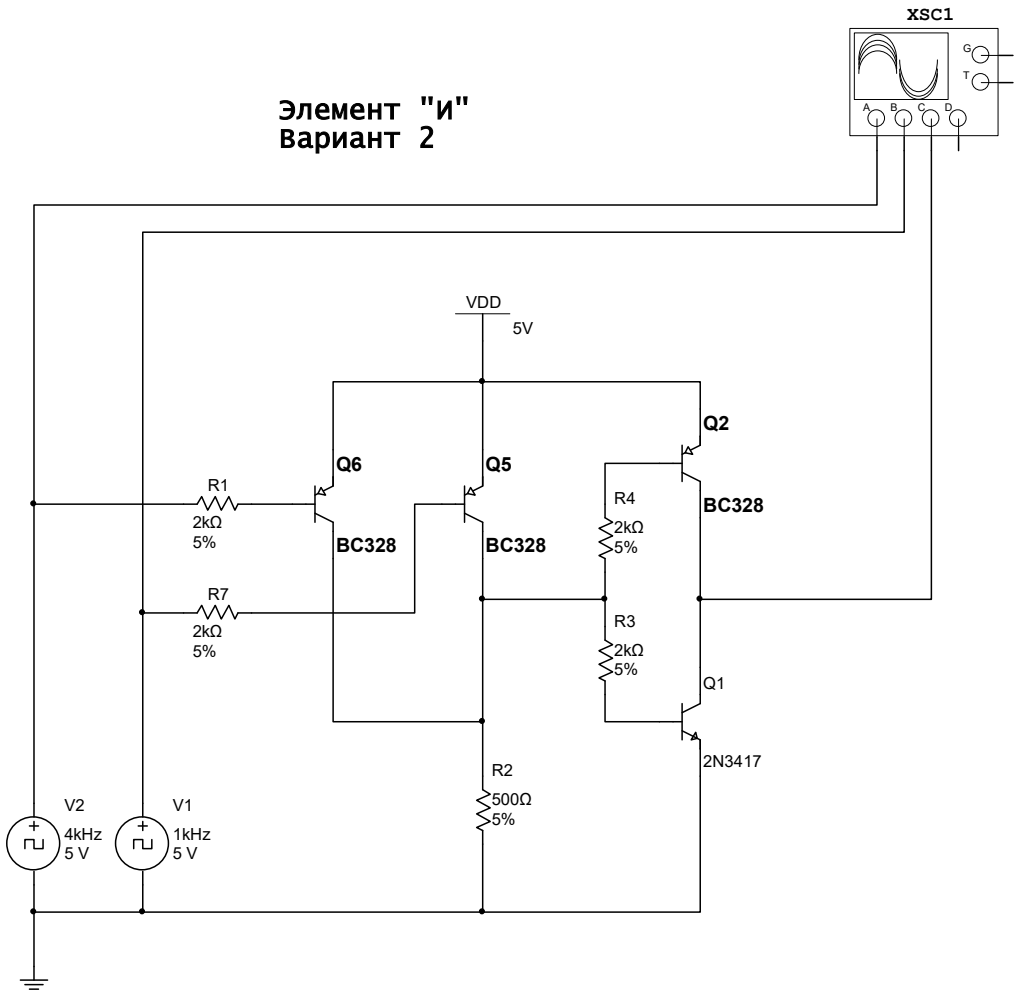 XSC1
G
T
A B C D
Элемент "И"
Вариант 2
VDD
5V
Q2
BC328
Q6
BC328
Q5
BC328
R1
2kΩ
5%
R4
2kΩ
5%
R7
2kΩ
5%
R3
2kΩ
5%
Q1
2N3417
R2
500Ω
5%
V2
4kHz
5 V
V1
1kHz
5 V